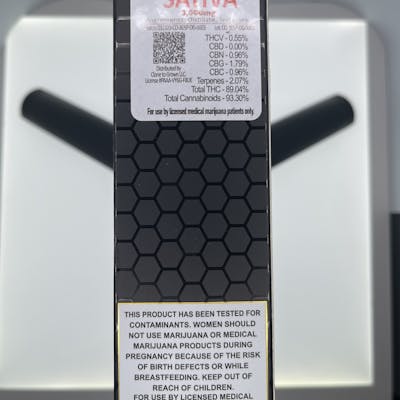 SATIVA
3,000mg
THCV - 0.55%
CBD - 0.00%
CBN - 0.96%
CBG - 1.79%
CBC - 0.96%
Terpenes - 2.07%
Total THC - 89.04%
Total Cannabinoids - 93.30%
Distributed by
Clone to Grown LLC
For use by licensed medical marijuana patients only.
THIS PRODUCT HAS BEEN TESTED FOR
CONTAMINANTS. WOMEN SHOULD
NOT USE MARIJUANA OR MEDICAL
MARIJUANA PRODUCTS DURING
PREGNANCY BECAUSE OF THE RISK
OF BIRTH DEFECTS OR WHILE
BREASTFEEDING. KEEP OUT OF
REACH OF CHILDREN.
FOR USE BY LICENSED MEDICAL